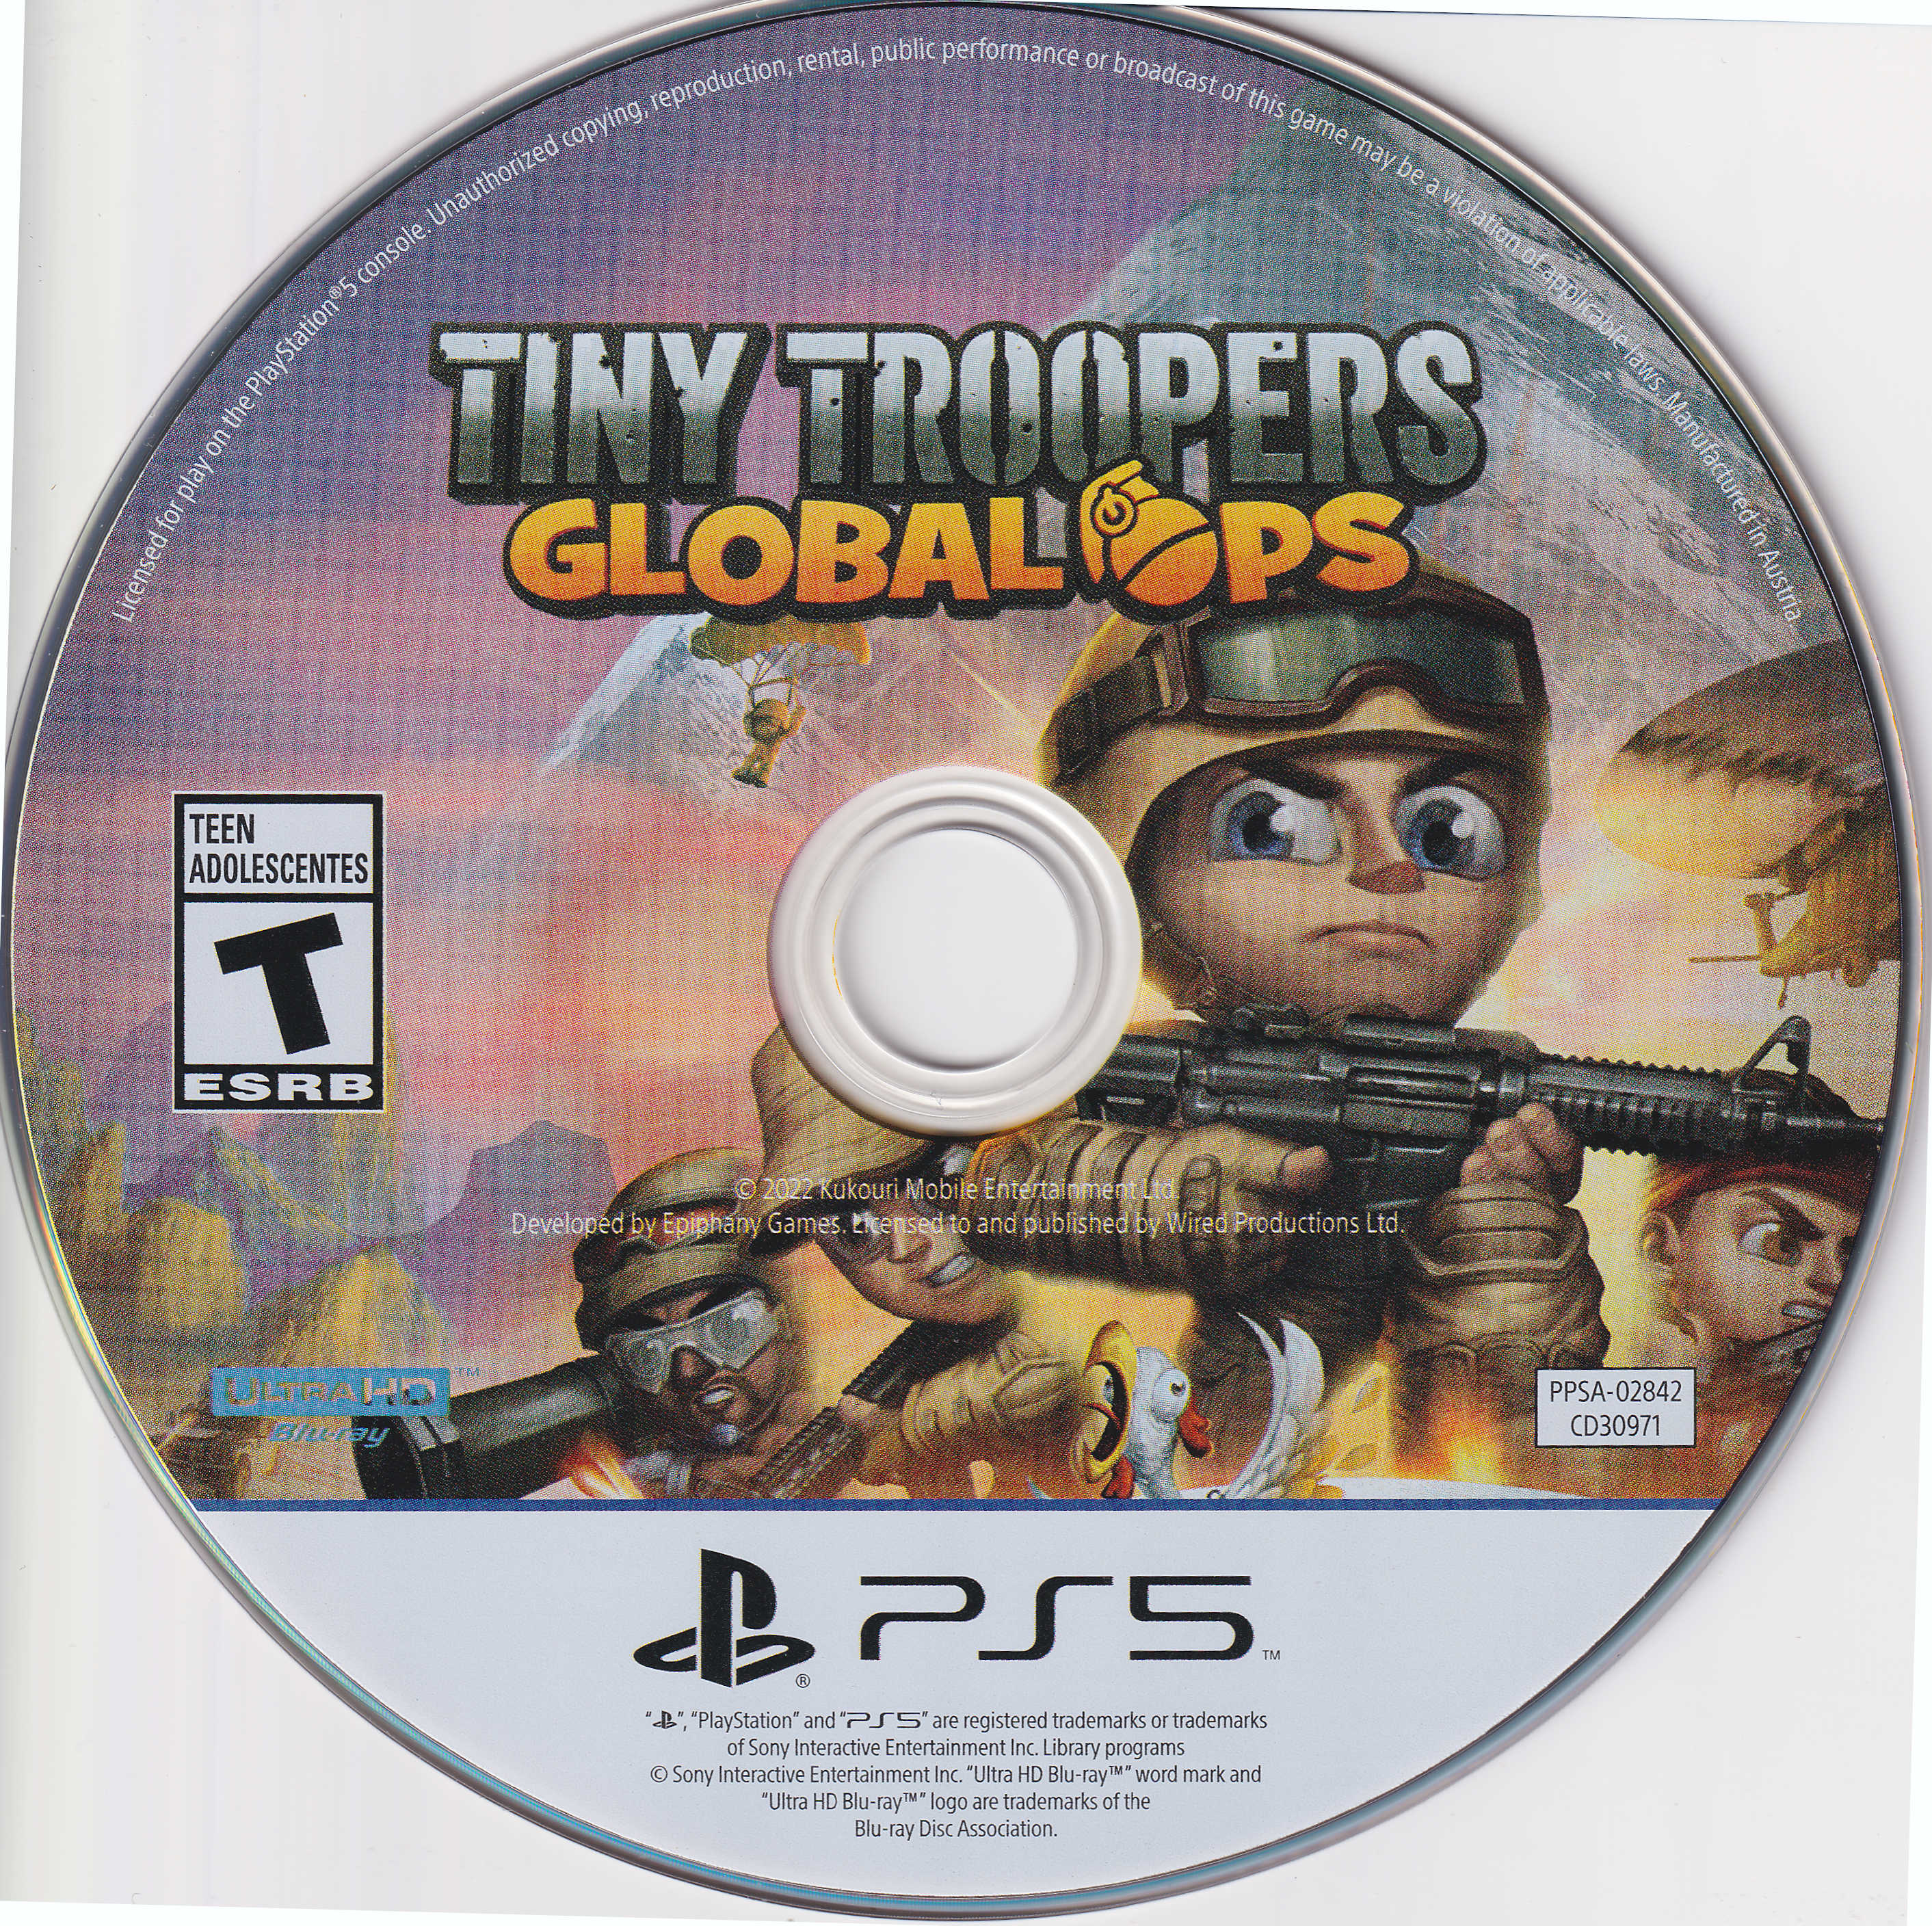 Licensed for play on the PlayStation®5 console. Unauthorized copying, reproduction, rental, public performance or broadcast of this game may be a violation of applicable laws. Manufactured in Austria
TINY TROOPERS
GLOBAL OPS
TEEN
ADOLESCENTES
T
ESRB
© 2022 Kukouri Mobile Entertainment Ltd
Developed by Epiphany Games. Licensed to and published by Wired Productions Ltd.
ULTRA HD ™
Blu-ray
PPSA-02842
CD30971
® PS5 ™
" ", "PlayStation" and "PS5" are registered trademarks or trademarks
of Sony Interactive Entertainment Inc. Library programs
© Sony Interactive Entertainment Inc. "Ultra HD Blu-ray™" word mark and
"Ultra HD Blu-ray™" logo are trademarks of the
Blu-ray Disc Association.